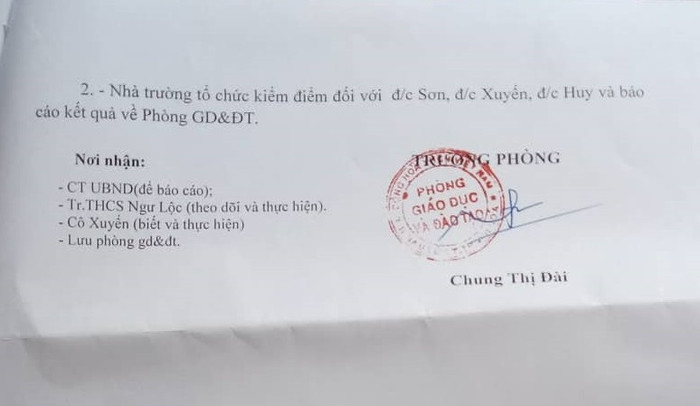 2. - Nhà trường tổ chức kiểm điểm đối với đ/c Sơn, đ/c Xuyến, đ/c Huy và báo
cáo kết quả về Phòng GD&ĐT.
Nơi nhận:
- CT UBND(để báo cáo);
- Tr.THCS Ngư Lộc (theo dõi và thực hiện).
- Cô Xuyến (biết và thực hiện)
- Lưu phòng gd&đt.
TRƯỞNG PHÒNG
PHÒNG
GIÁO DỤC
VÀ ĐÀO TẠO
Chung Thị Đài